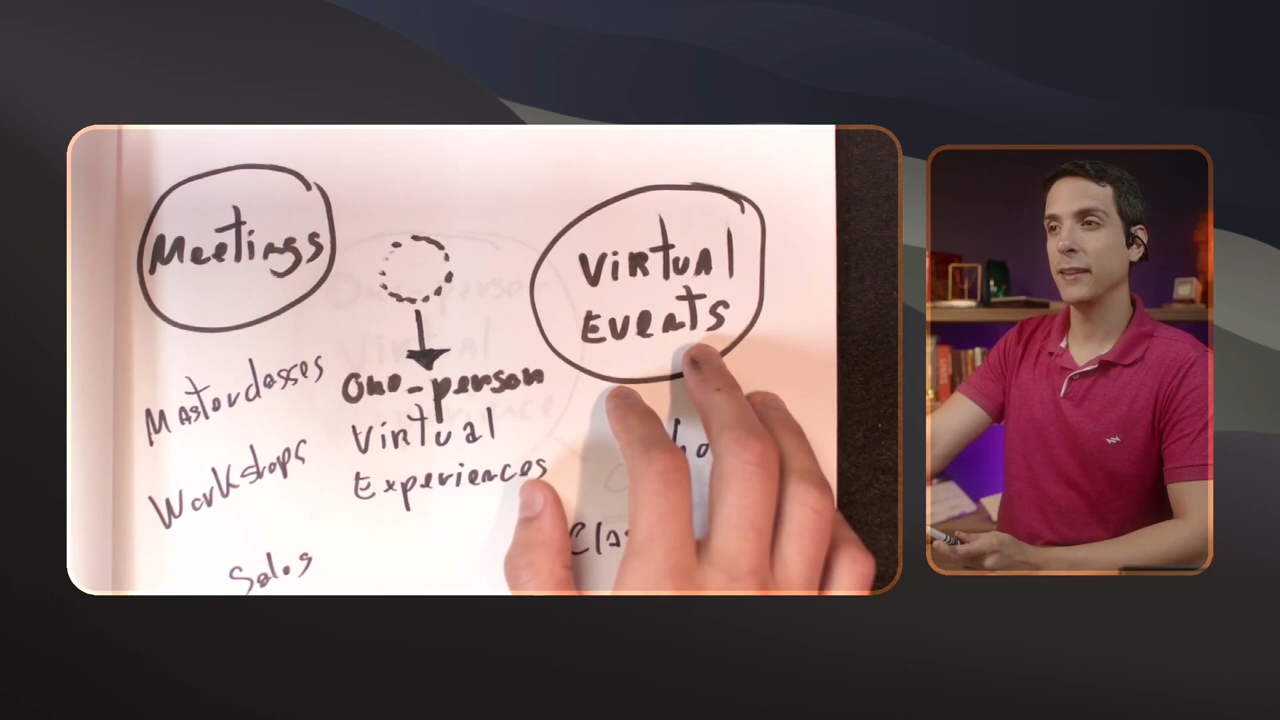 Meetings
Virtual
Events
One-person
Virtual
Experiences
Masterclasses
Workshops
Sales